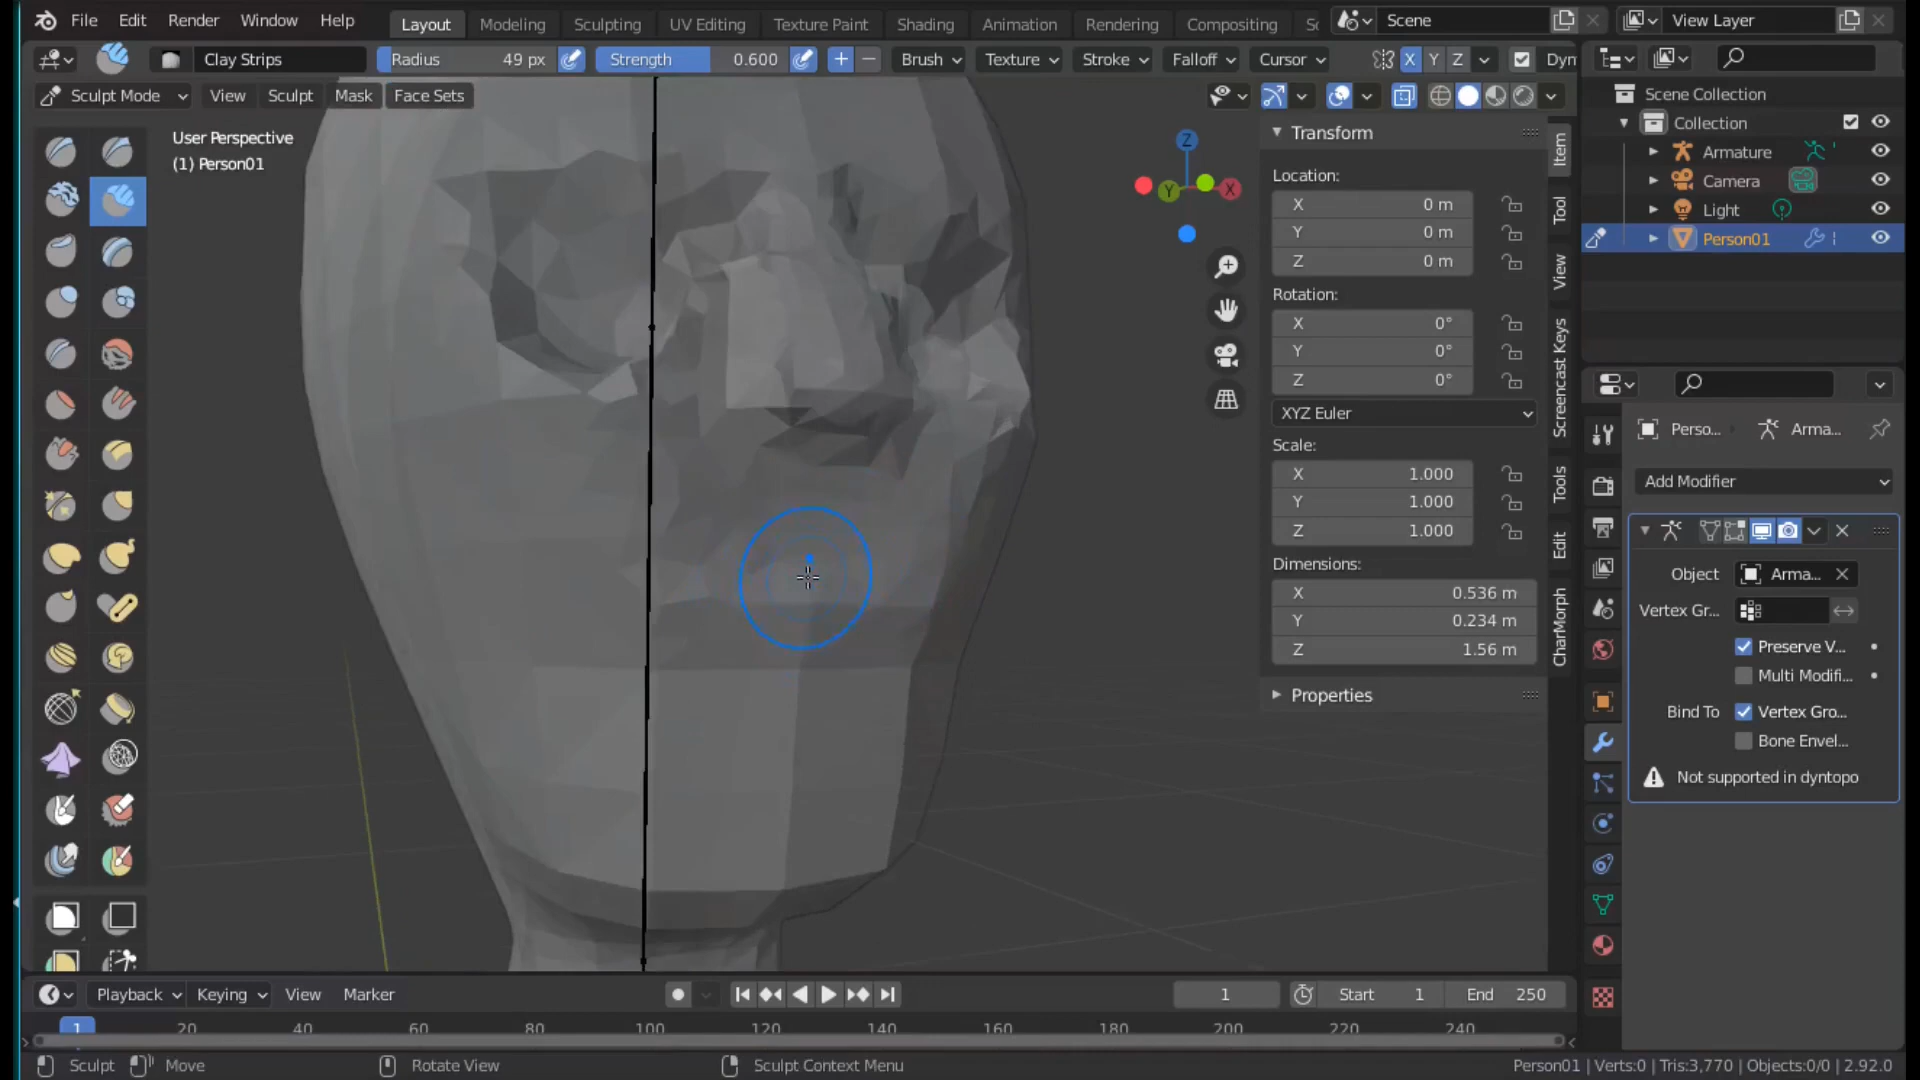 File Edit Render Window Help Layout Modeling Sculpting UV Editing Texture Paint Shading Animation Rendering Compositing Sc Scene View Layer
Clay Strips Radius 49 px Strength 0.600 + − Brush Texture Stroke Falloff Cursor X Y Z Dyn
Sculpt Mode View Sculpt Mask Face Sets
User Perspective
(1) Person01
Z
Y X
Transform
Location:
X 0 m
Y 0 m
Z 0 m
Rotation:
X 0°
Y 0°
Z 0°
XYZ Euler
Scale:
X 1.000
Y 1.000
Z 1.000
Dimensions:
X 0.536 m
Y 0.234 m
Z 1.56 m
Properties
Item
Tool
View
Screencast Keys
Tools
Edit
CharMorph
Scene Collection
Collection
Armature
Camera
Light
Person01
Perso... Arma...
Add Modifier
Object Arma...
Vertex Gr...
Preserve V...
Multi Modifi...
Bind To Vertex Gro...
Bone Envel...
Not supported in dyntopo
Playback Keying View Marker 1 Start 1 End 250
1 20 40 60 80 100 120 140 160 180 200 220 240
Sculpt Move Rotate View Sculpt Context Menu Person01 | Verts:0 | Tris:3,770 | Objects:0/0 | 2.92.0